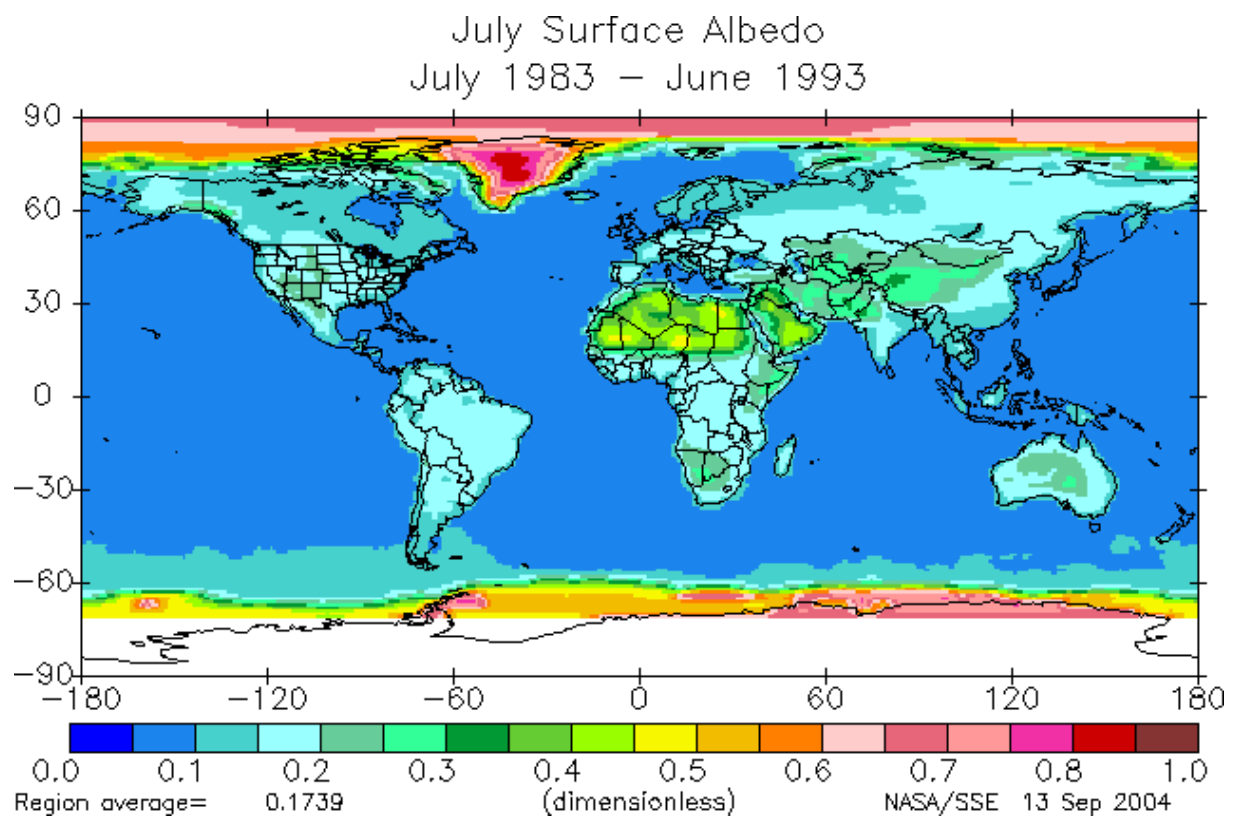 July Surface Albedo
July 1983 – June 1993
90
60
30
0
−30
−60
−90
−180 −120 −60 0 60 120 180
0.0 0.1 0.2 0.3 0.4 0.5 0.6 0.7 0.8 1.0
Region average= 0.1739 (dimensionless) NASA/SSE 13 Sep 2004